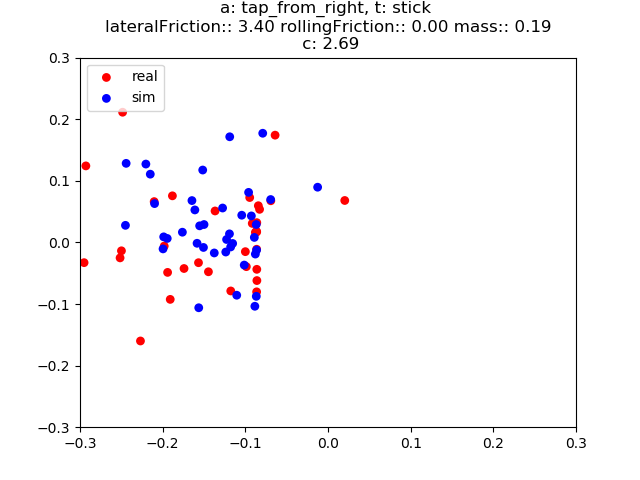 a: tap_from_right, t: stick
lateralFriction:: 3.40 rollingFriction:: 0.00 mass:: 0.19
c: 2.69
real
sim
0.3
0.2
0.1
0.0
−0.1
−0.2
−0.3
−0.3 −0.2 −0.1 0.0 0.1 0.2 0.3